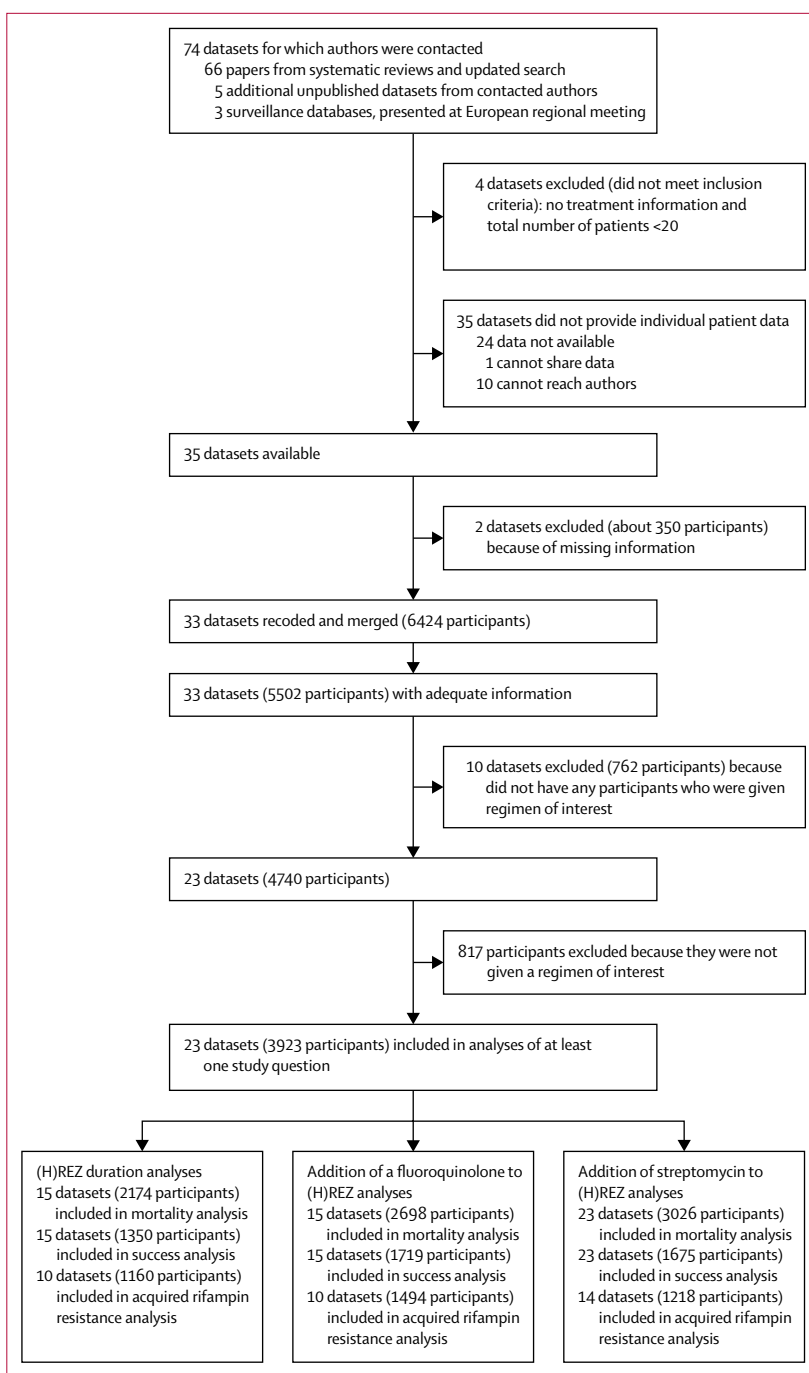 74 datasets for which authors were contacted
66 papers from systematic reviews and updated search
5 additional unpublished datasets from contacted authors
3 surveillance databases, presented at European regional meeting
4 datasets excluded (did not meet inclusion
criteria): no treatment information and
total number of patients <20
35 datasets did not provide individual patient data
24 data not available
1 cannot share data
10 cannot reach authors
35 datasets available
2 datasets excluded (about 350 participants)
because of missing information
33 datasets recoded and merged (6424 participants)
33 datasets (5502 participants) with adequate information
10 datasets excluded (762 participants) because
did not have any participants who were given
regimen of interest
23 datasets (4740 participants)
817 participants excluded because they were not
given a regimen of interest
23 datasets (3923 participants) included in analyses of at least
one study question
(H)REZ duration analyses
15 datasets (2174 participants)
included in mortality analysis
15 datasets (1350 participants)
included in success analysis
10 datasets (1160 participants)
included in acquired rifampin
resistance analysis
Addition of a fluoroquinolone to
(H)REZ analyses
15 datasets (2698 participants)
included in mortality analysis
15 datasets (1719 participants)
included in success analysis
10 datasets (1494 participants)
included in acquired rifampin
resistance analysis
Addition of streptomycin to
(H)REZ analyses
23 datasets (3026 participants)
included in mortality analysis
23 datasets (1675 participants)
included in success analysis
14 datasets (1218 participants)
included in acquired rifampin
resistance analysis